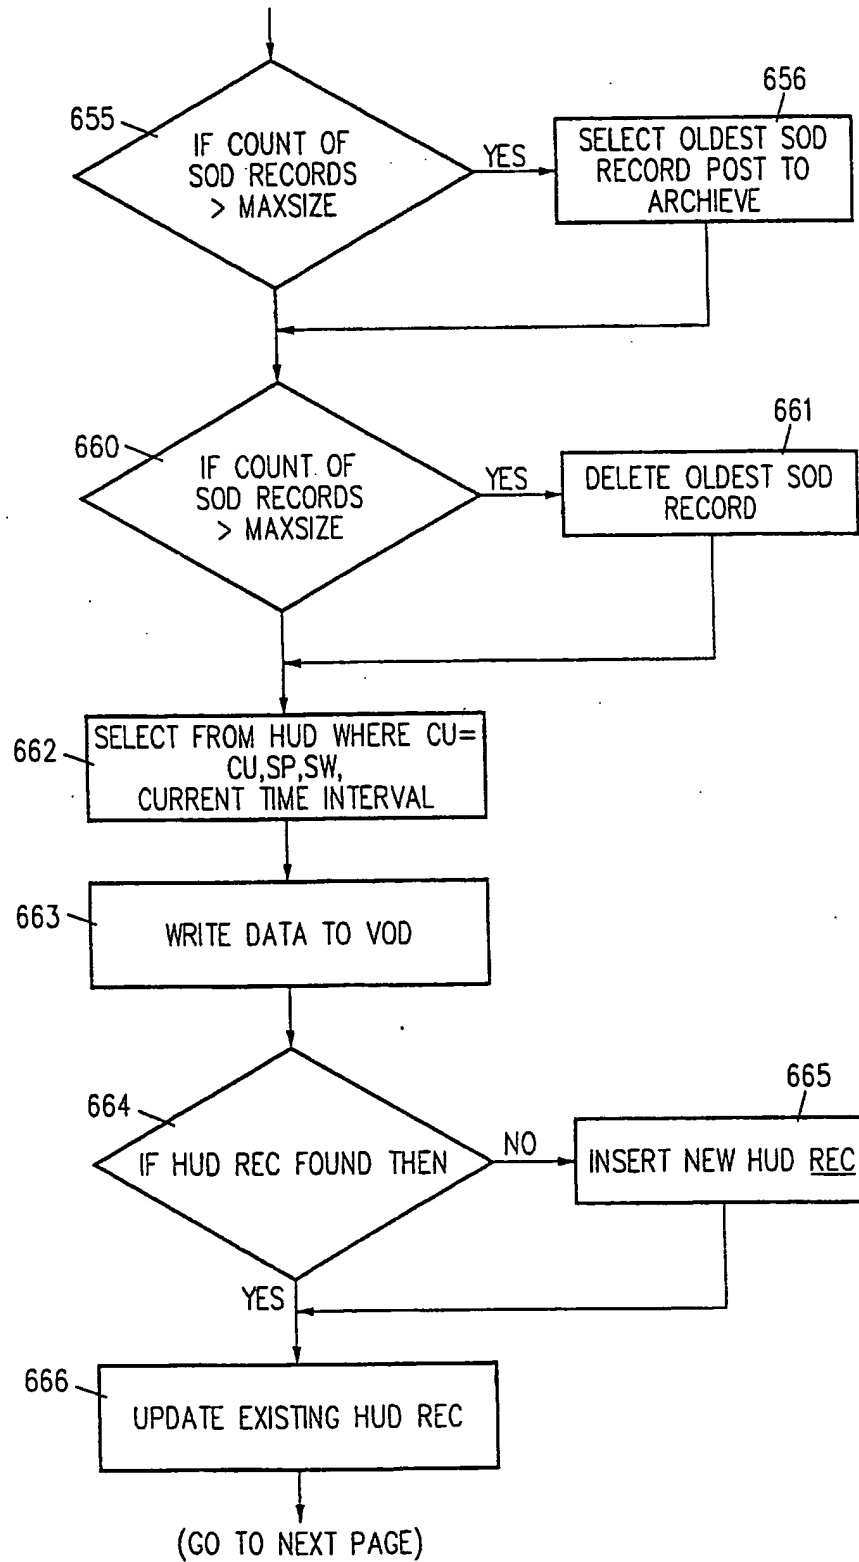 655
IF COUNT OF
SOD RECORDS
> MAXSIZE
YES
656
SELECT OLDEST SOD
RECORD POST TO
ARCHIEVE
660
IF COUNT OF
SOD RECORDS
> MAXSIZE
YES
661
DELETE OLDEST SOD
RECORD
662
SELECT FROM HUD WHERE CU=
CU,SP,SW,
CURRENT TIME INTERVAL
663
WRITE DATA TO VOD
664
IF HUD REC FOUND THEN
NO
665
INSERT NEW HUD REC
YES
666
UPDATE EXISTING HUD REC
(GO TO NEXT PAGE)